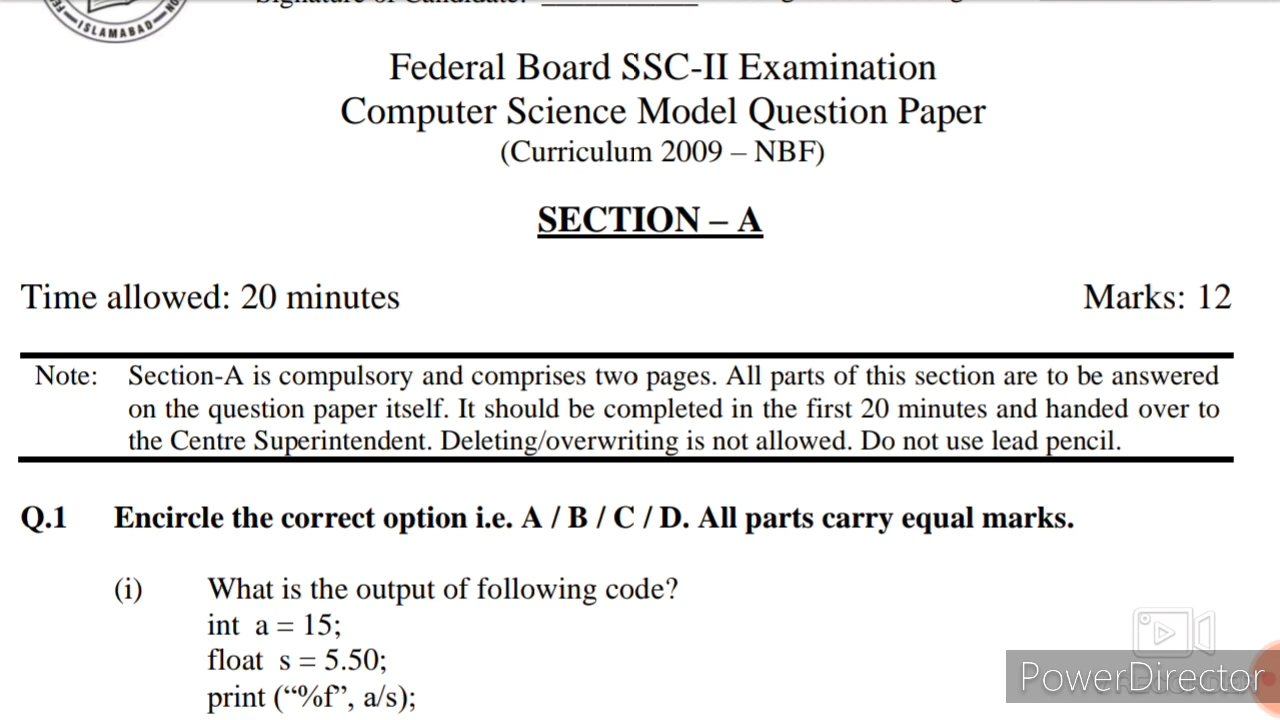 ISLAMABAD
Federal Board SSC-II Examination
Computer Science Model Question Paper
(Curriculum 2009 – NBF)
SECTION – A
Time allowed: 20 minutes
Marks: 12
Note: Section-A is compulsory and comprises two pages. All parts of this section are to be answered
on the question paper itself. It should be completed in the first 20 minutes and handed over to
the Centre Superintendent. Deleting/overwriting is not allowed. Do not use lead pencil.
Q.1 Encircle the correct option i.e. A / B / C / D. All parts carry equal marks.
(i) What is the output of following code?
int a = 15;
float s = 5.50;
print (“%f”, a/s);
PowerDirector